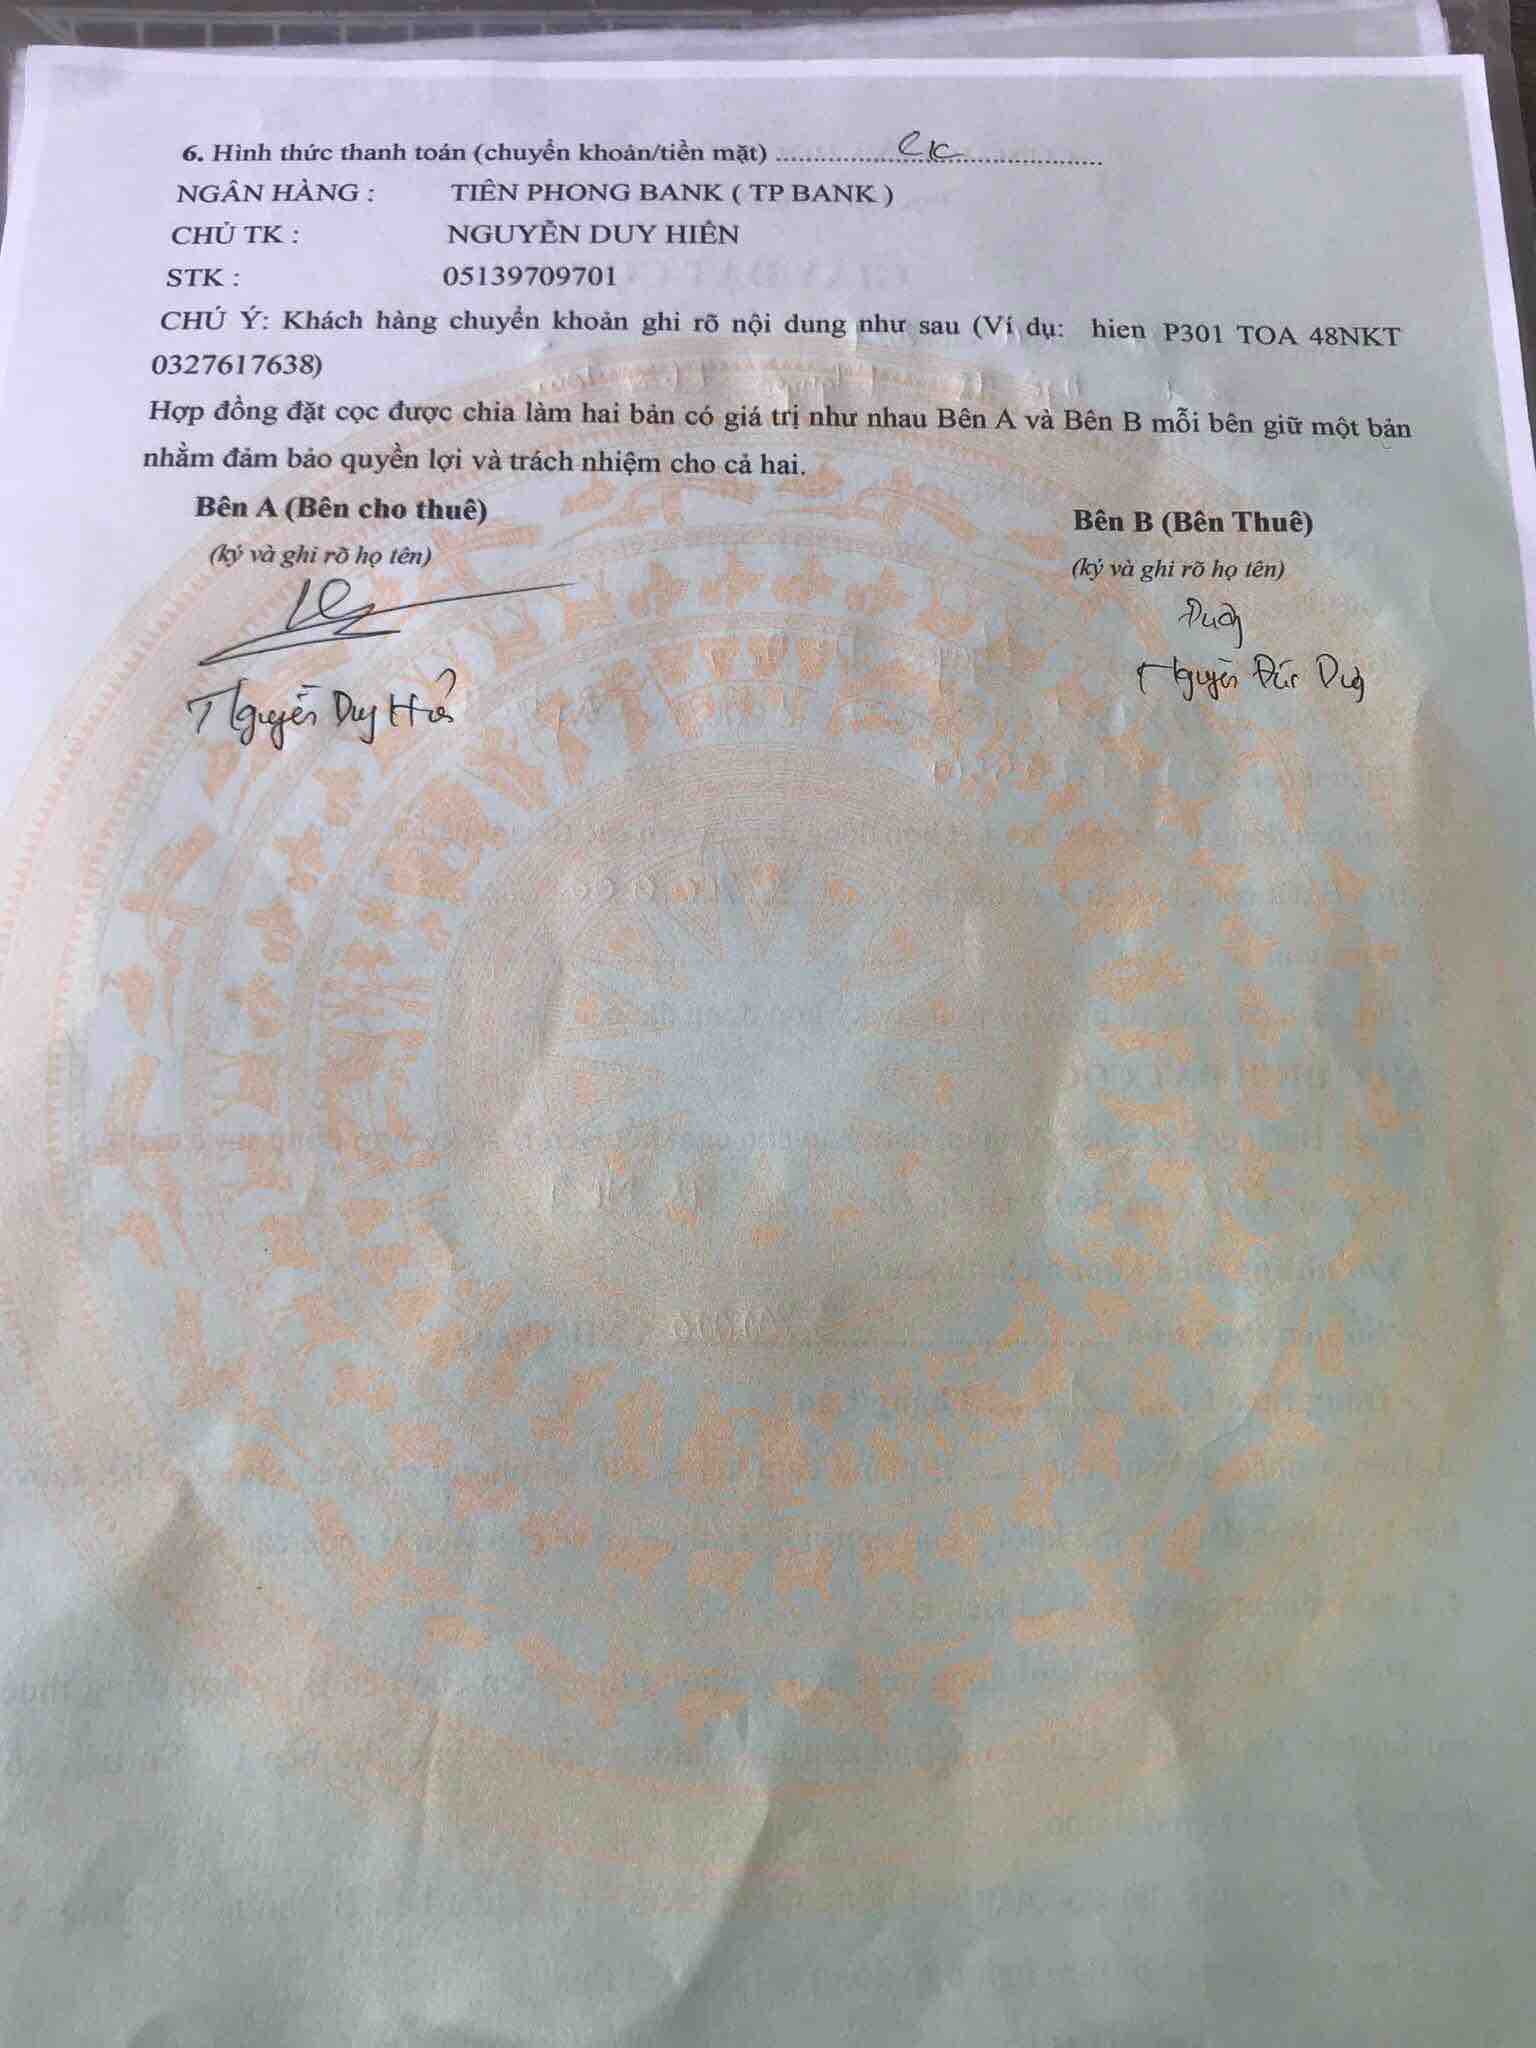 6. Hình thức thanh toán (chuyển khoản/tiền mặt) ........ck........
NGÂN HÀNG : TIÊN PHONG BANK ( TP BANK )
CHỦ TK : NGUYỄN DUY HIÊN
STK : 05139709701
CHÚ Ý: Khách hàng chuyển khoản ghi rõ nội dung như sau (Ví dụ: hien P301 TOA 48NKT
0327617638)
Hợp đồng đặt cọc được chia làm hai bản có giá trị như nhau Bên A và Bên B mỗi bên giữ một bản
nhằm đảm bảo quyền lợi và trách nhiệm cho cả hai.
Bên A (Bên cho thuê) Bên B (Bên Thuê)
(ký và ghi rõ họ tên) (ký và ghi rõ họ tên)
Nguyễn Duy Nguyễn Đức